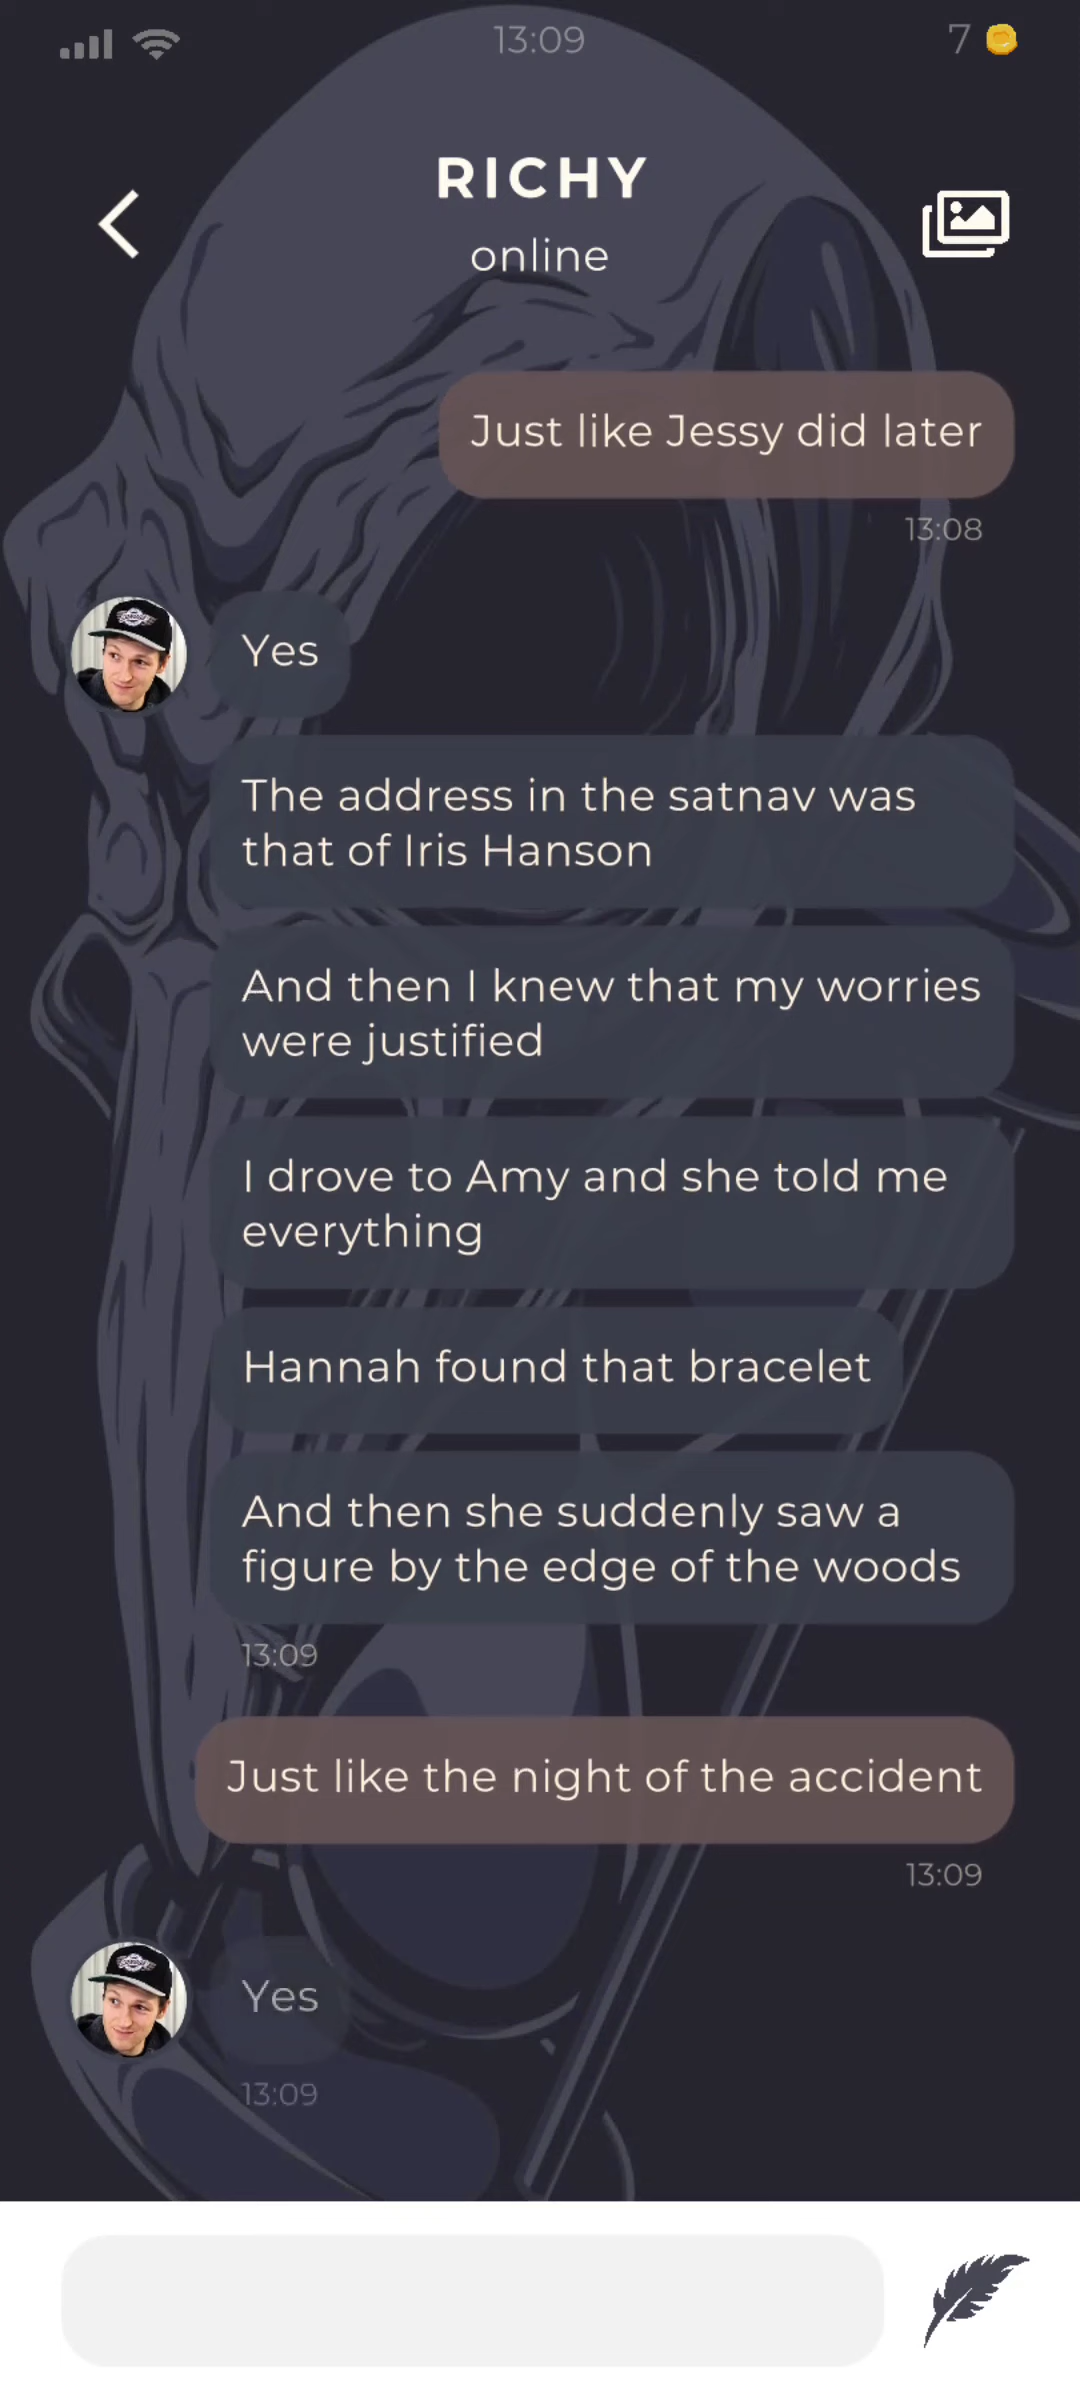 13:09
7
RICHY
online
Just like Jessy did later
13:08
Yes
The address in the satnav was
that of Iris Hanson
And then I knew that my worries
were justified
I drove to Amy and she told me
everything
Hannah found that bracelet
And then she suddenly saw a
figure by the edge of the woods
13:09
Just like the night of the accident
13:09
Yes
13:09